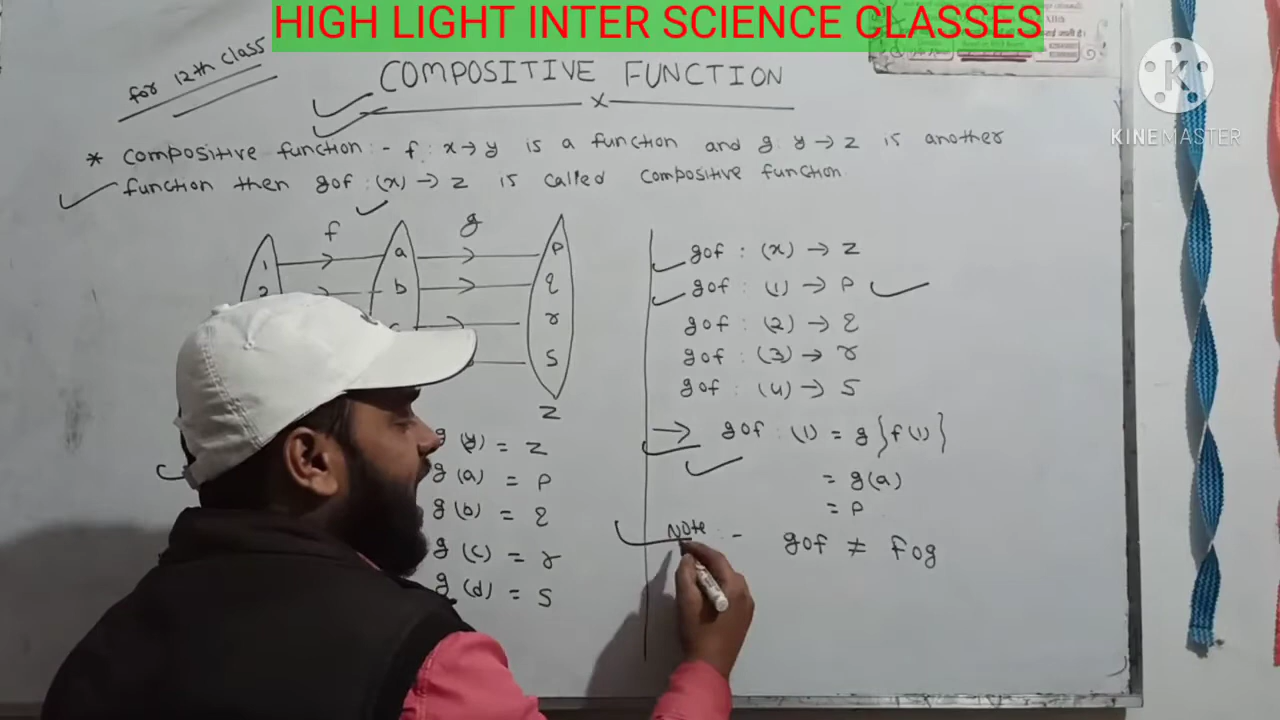 HIGH LIGHT INTER SCIENCE CLASSES
for 12th class
COMPOSITIVE FUNCTION
x
KINEMASTER
* Compositive function :- f : x→y is a function and g : y→z is another
function then gof : (x) → z is called compositive function
f g
1 a p
2 b q
r
s
z
g (y) = z
g (a) = p
g (b) = q
g (c) = r
g (d) = s
gof : (x) → z
gof : (1) → p
gof : (2) → q
gof : (3) → r
gof : (4) → s
→ gof : (1) = g {f(1)}
= g(a)
= p
Note :- gof ≠ fog